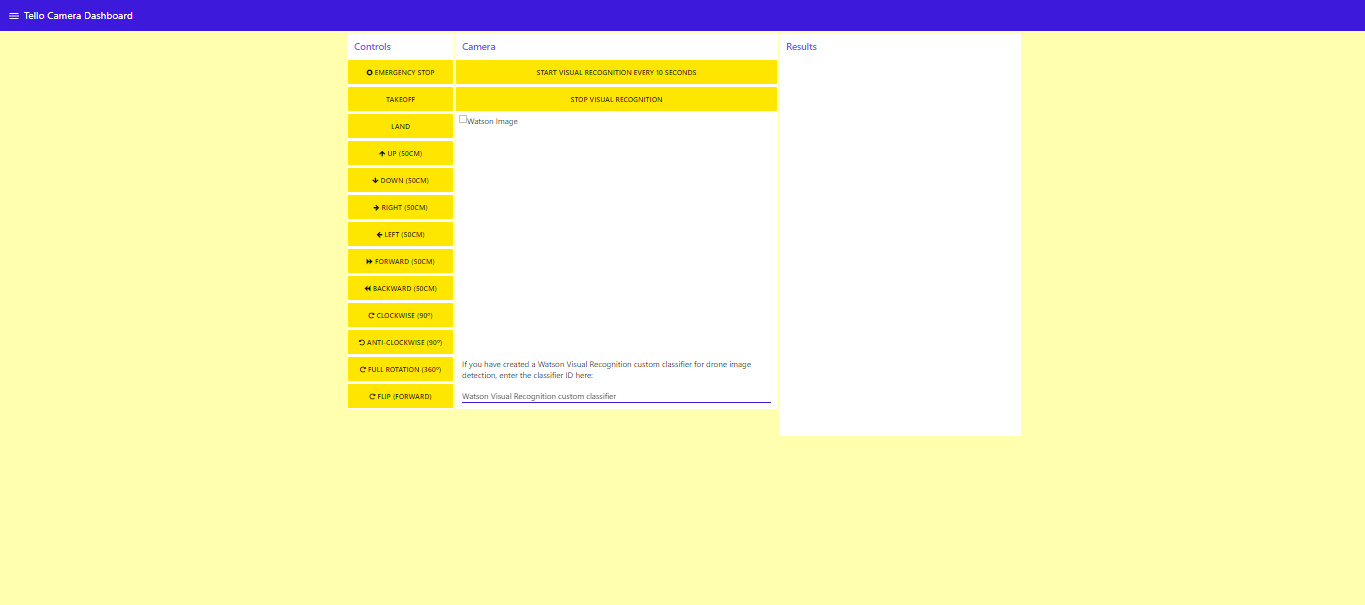 Tello Camera Dashboard
Controls
EMERGENCY STOP
TAKEOFF
LAND
UP (50CM)
DOWN (50CM)
RIGHT (50CM)
LEFT (50CM)
FORWARD (50CM)
BACKWARD (50CM)
CLOCKWISE (90º)
ANTI-CLOCKWISE (90º)
FULL ROTATION (360º)
FLIP (FORWARD)
Camera
START VISUAL RECOGNITION EVERY 10 SECONDS
STOP VISUAL RECOGNITION
Watson Image
If you have created a Watson Visual Recognition custom classifier for drone image
detection, enter the classifier ID here:
Watson Visual Recognition custom classifier
Results